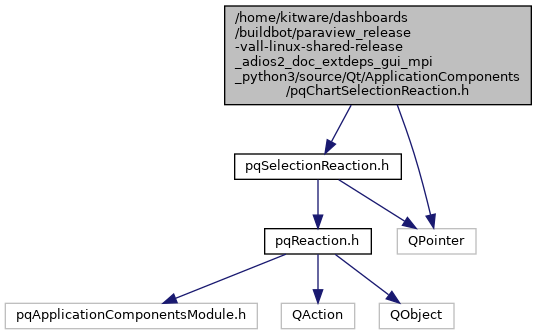 /home/kitware/dashboards
/buildbot/paraview_release
-vall-linux-shared-release
_adios2_doc_extdeps_gui_mpi
_python3/source/Qt/ApplicationComponents
/pqChartSelectionReaction.h
pqSelectionReaction.h
pqReaction.h
QPointer
pqApplicationComponentsModule.h
QAction
QObject